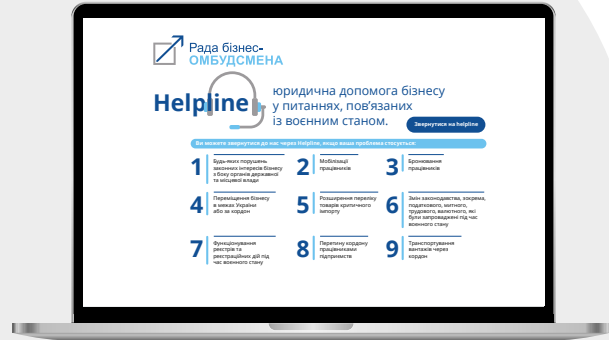 Рада бізнес-
ОМБУДСМЕНА
Helpline
юридична допомога бізнесу
у питаннях, пов’язаних
із воєнним станом.
Звернутися на helpline
Ви можете звернутися до нас через Helpline, якщо ваша проблема стосується:
1
Будь-яких порушень
законних інтересів бізнесу
з боку органів державної
та місцевої влади
2
Мобілізації
працівників
3
Бронювання
працівників
4
Переміщення бізнесу
в межах України
або за кордон
5
Розширення переліку
товарів критичного
імпорту
6
Змін законодавства, зокрема,
податкового, митного,
трудового, валютного, які
були запроваджені під час
воєнного стану
7
Функціонування
реєстрів та
реєстраційних дій під
час воєнного стану
8
Перетину кордону
працівниками
підприємств
9
Транспортування
вантажів через
кордон